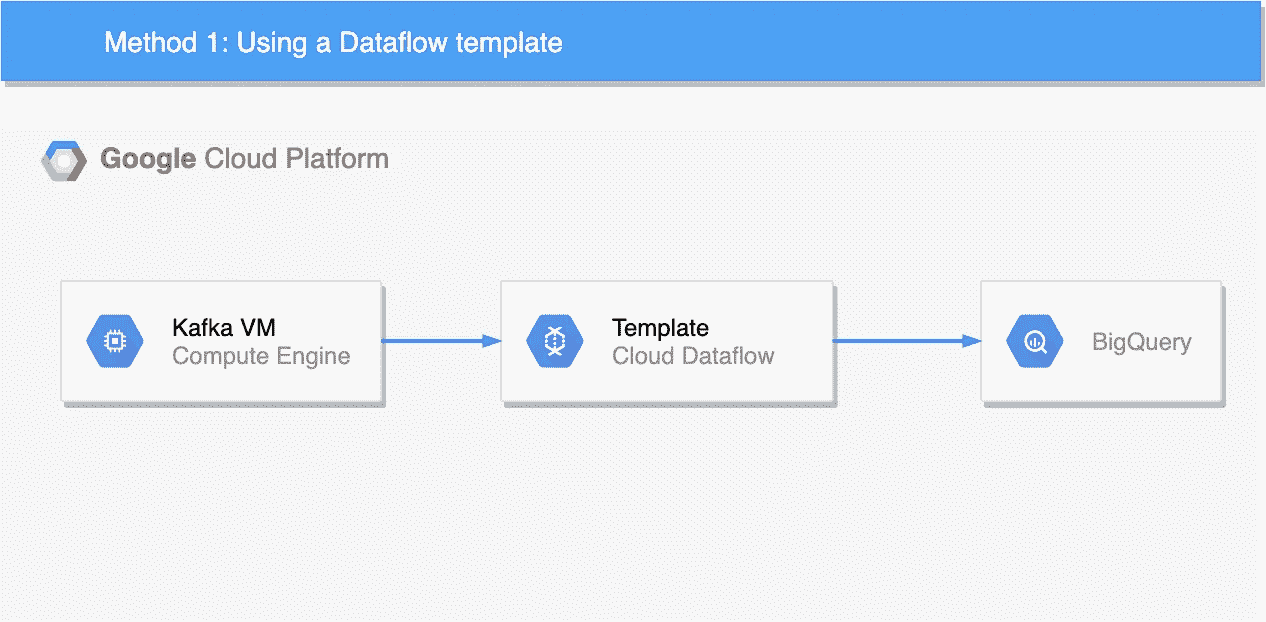 Method 1: Using a Dataflow template
Google Cloud Platform
Kafka VM
Compute Engine
Template
Cloud Dataflow
BigQuery